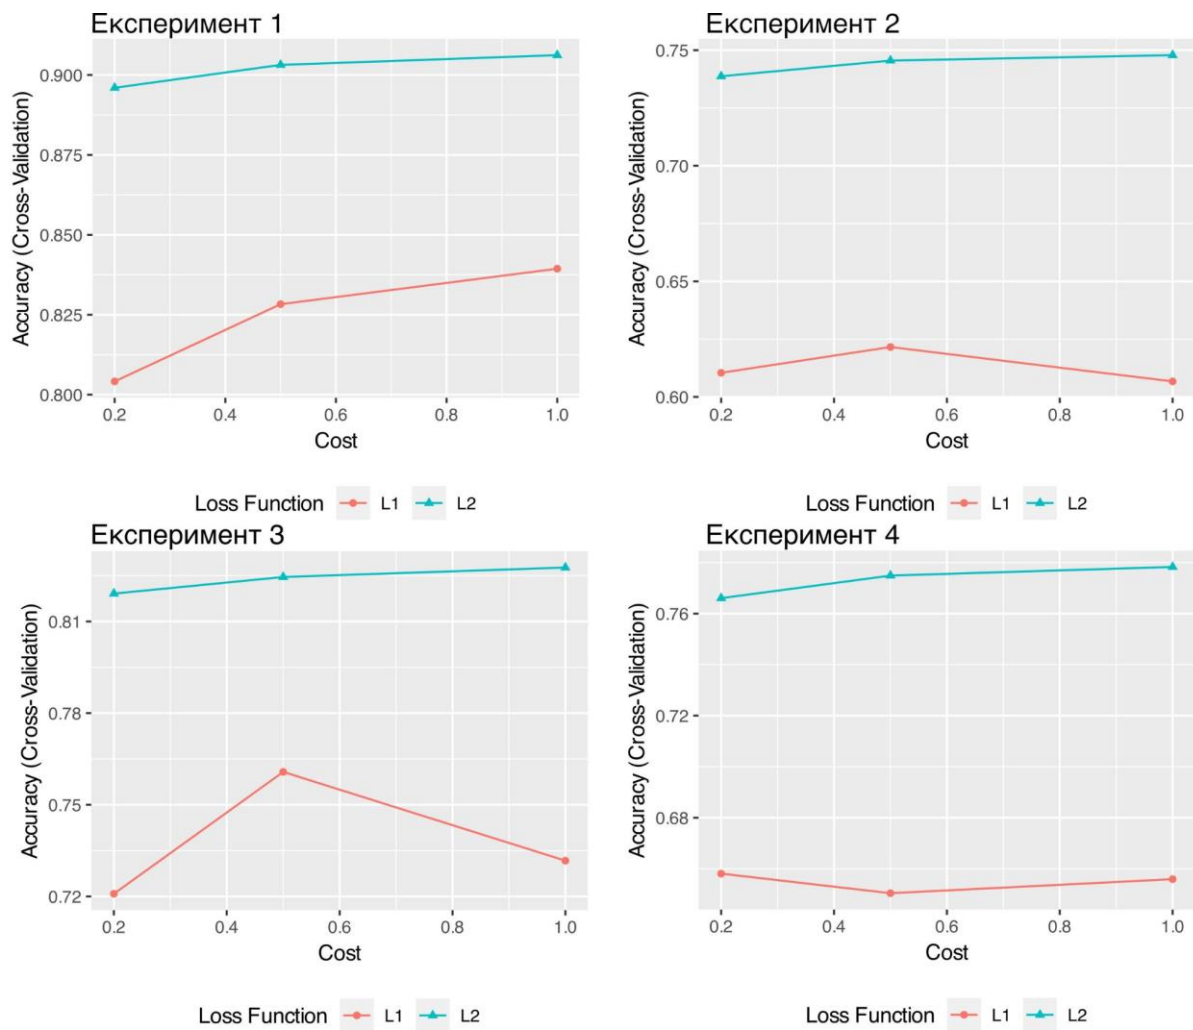 Експеримент 1
0.900
0.875
0.850
0.825
0.800
Accuracy (Cross-Validation)
0.2 0.4 0.6 0.8 1.0
Cost
Loss Function L1 L2
Експеримент 2
0.75
0.70
0.65
0.60
Accuracy (Cross-Validation)
0.2 0.4 0.6 0.8 1.0
Cost
Loss Function L1 L2
Експеримент 3
0.81
0.78
0.75
0.72
Accuracy (Cross-Validation)
0.2 0.4 0.6 0.8 1.0
Cost
Loss Function L1 L2
Експеримент 4
0.76
0.72
0.68
Accuracy (Cross-Validation)
0.2 0.4 0.6 0.8 1.0
Cost
Loss Function L1 L2